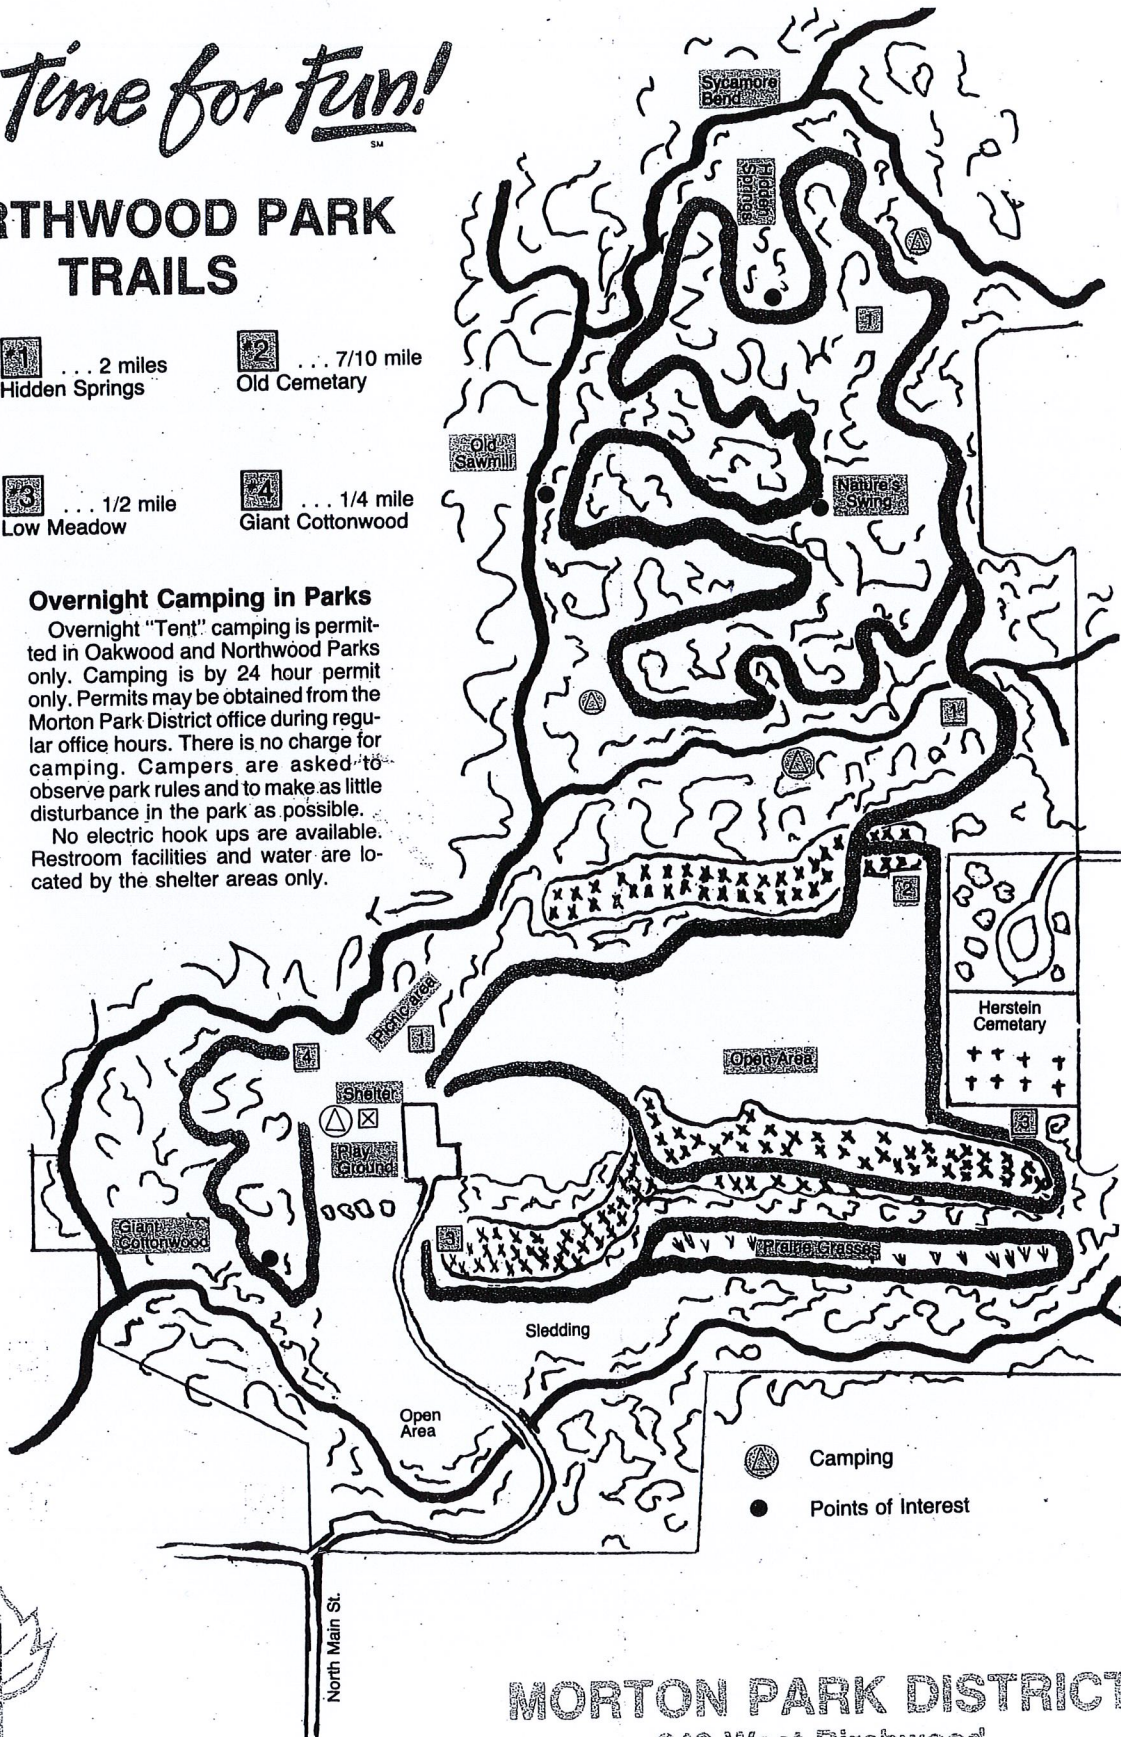 Time for Fun!
SM
RTHWOOD PARK
TRAILS
#1 ... 2 miles
Hidden Springs
#2 ... 7/10 mile
Old Cemetary
#3 ... 1/2 mile
Low Meadow
#4 ... 1/4 mile
Giant Cottonwood
Overnight Camping in Parks
Overnight "Tent" camping is permit-
ted in Oakwood and Northwood Parks
only. Camping is by 24 hour permit
only. Permits may be obtained from the
Morton Park District office during regu-
lar office hours. There is no charge for
camping. Campers are asked to
observe park rules and to make as little
disturbance in the park as possible.
No electric hook ups are available.
Restroom facilities and water are lo-
cated by the shelter areas only.
Sycamore
Bend
Hidden
Springs
1
Old
Sawmill
Nature's
Swing
1
2
Herstein
Cemetary
Picnic area
1
4
Open Area
Shelter
3
Play
Ground
Giant
Cottonwood
3
Prairie Grasses
Sledding
Open
Area
Camping
Points of Interest
North Main St.
MORTON PARK DISTRICT